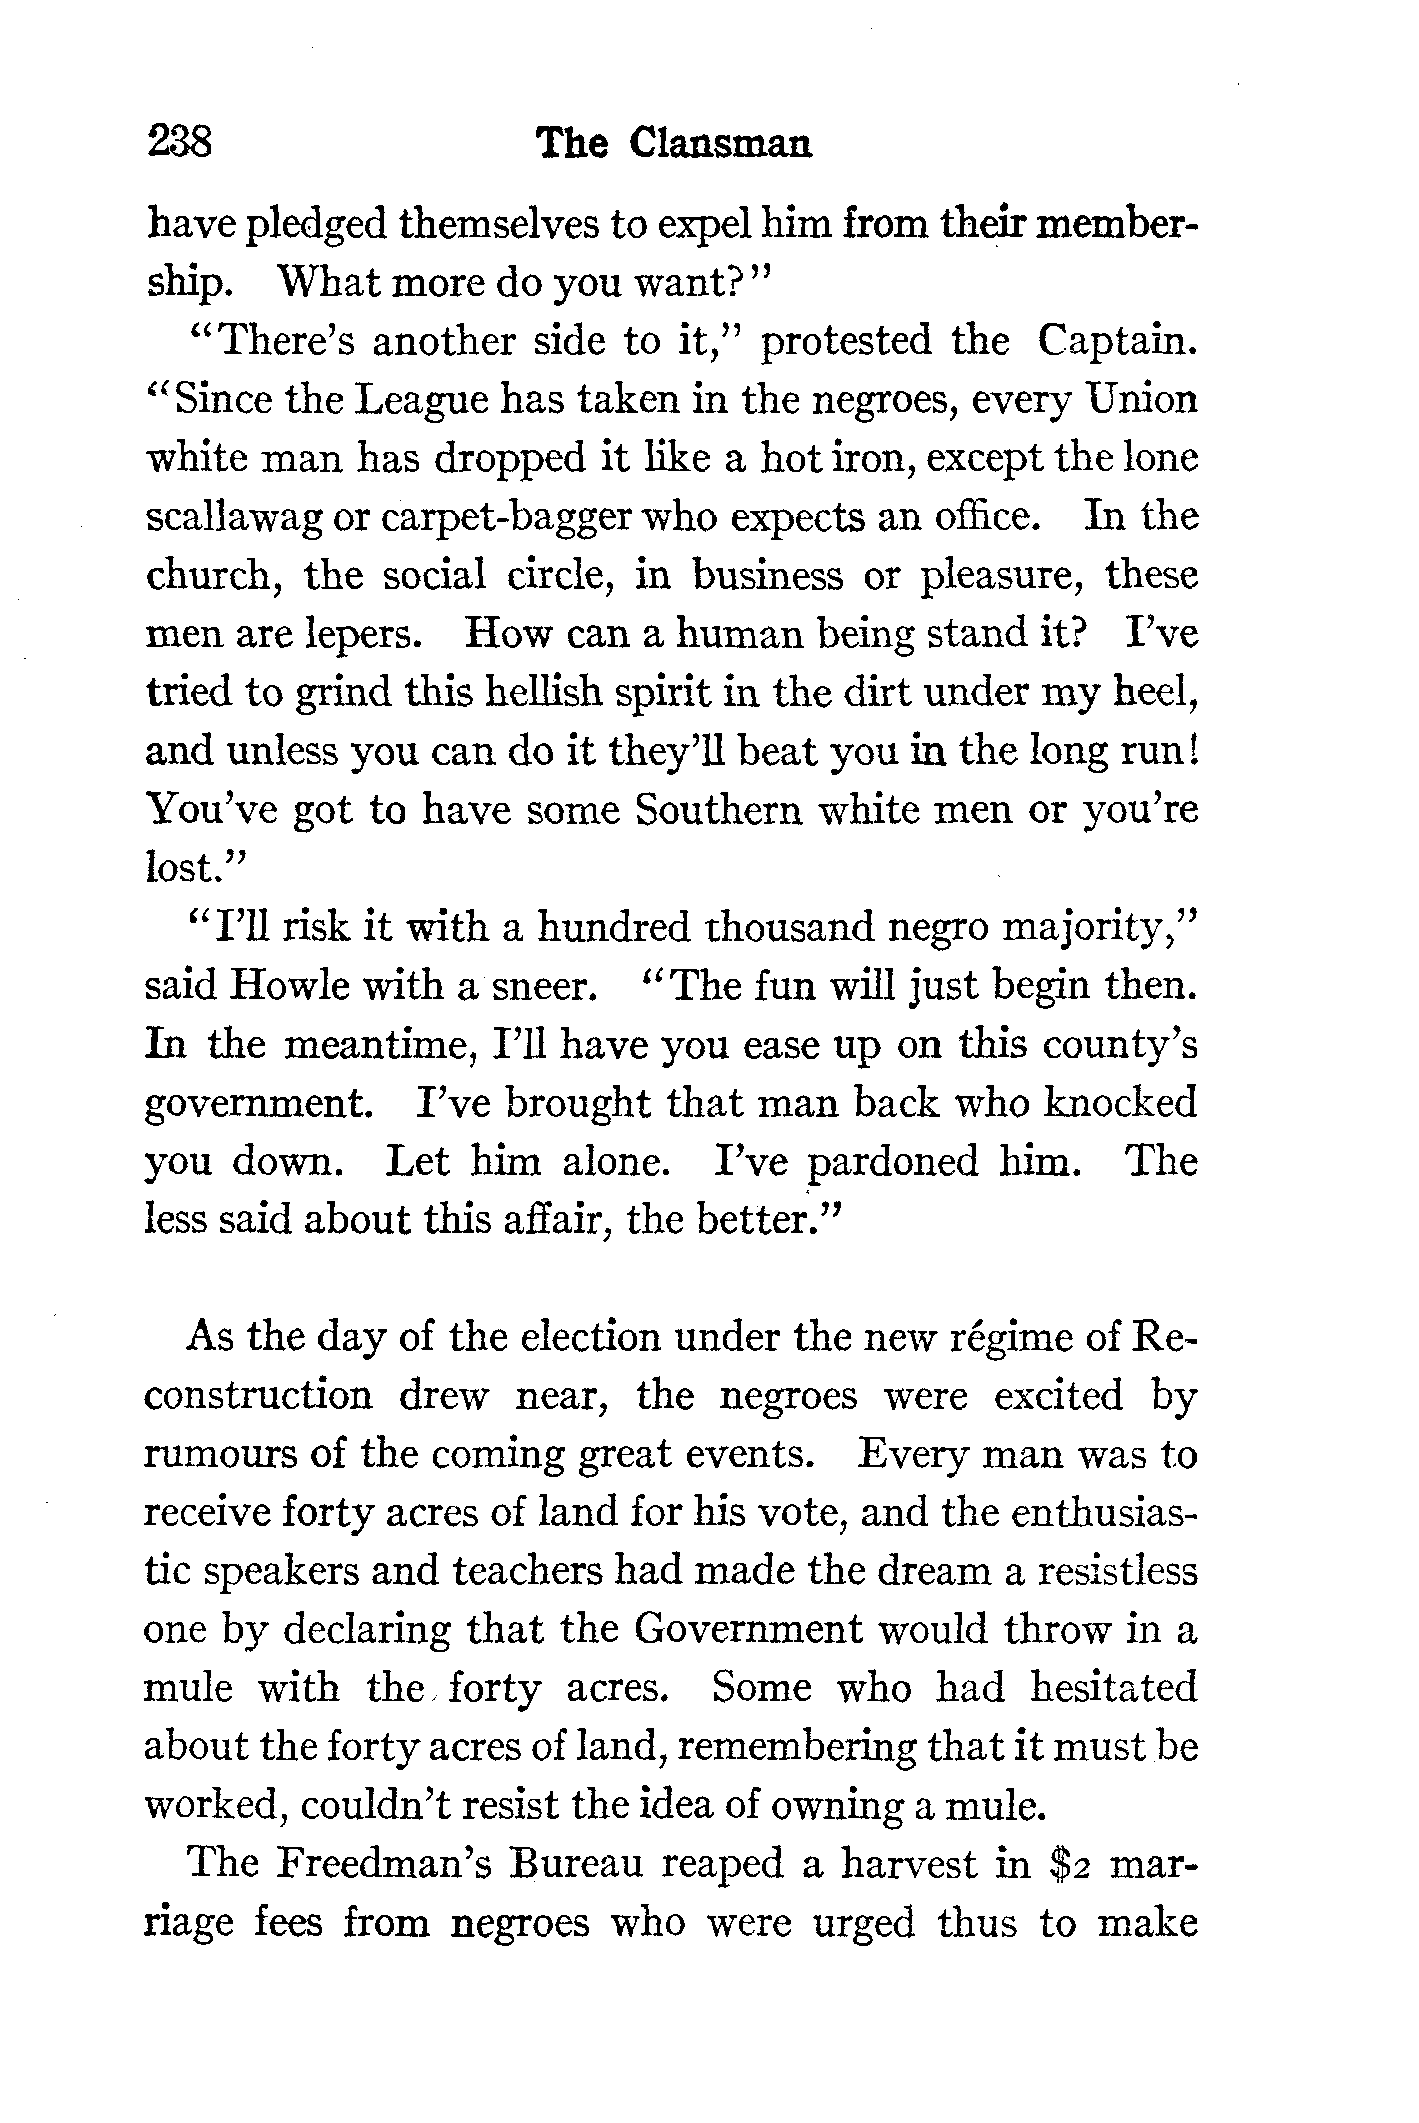 238 The Clansman
have pledged themselves to expel him from their member-
ship. What more do you want?"
"There's another side to it," protested the Captain.
"Since the League has taken in the negroes, every Union
white man has dropped it like a hot iron, except the lone
scallawag or carpet-bagger who expects an office. In the
church, the social circle, in business or pleasure, these
men are lepers. How can a human being stand it? I've
tried to grind this hellish spirit in the dirt under my heel,
and unless you can do it they'll beat you in the long run!
You've got to have some Southern white men or you're
lost."
"I'll risk it with a hundred thousand negro majority,"
said Howle with a sneer. "The fun will just begin then.
In the meantime, I'll have you ease up on this county's
government. I've brought that man back who knocked
you down. Let him alone. I've pardoned him. The
less said about this affair, the better."
As the day of the election under the new régime of Re-
construction drew near, the negroes were excited by
rumours of the coming great events. Every man was to
receive forty acres of land for his vote, and the enthusias-
tic speakers and teachers had made the dream a resistless
one by declaring that the Government would throw in a
mule with the forty acres. Some who had hesitated
about the forty acres of land, remembering that it must be
worked, couldn't resist the idea of owning a mule.
The Freedman's Bureau reaped a harvest in $2 mar-
riage fees from negroes who were urged thus to make